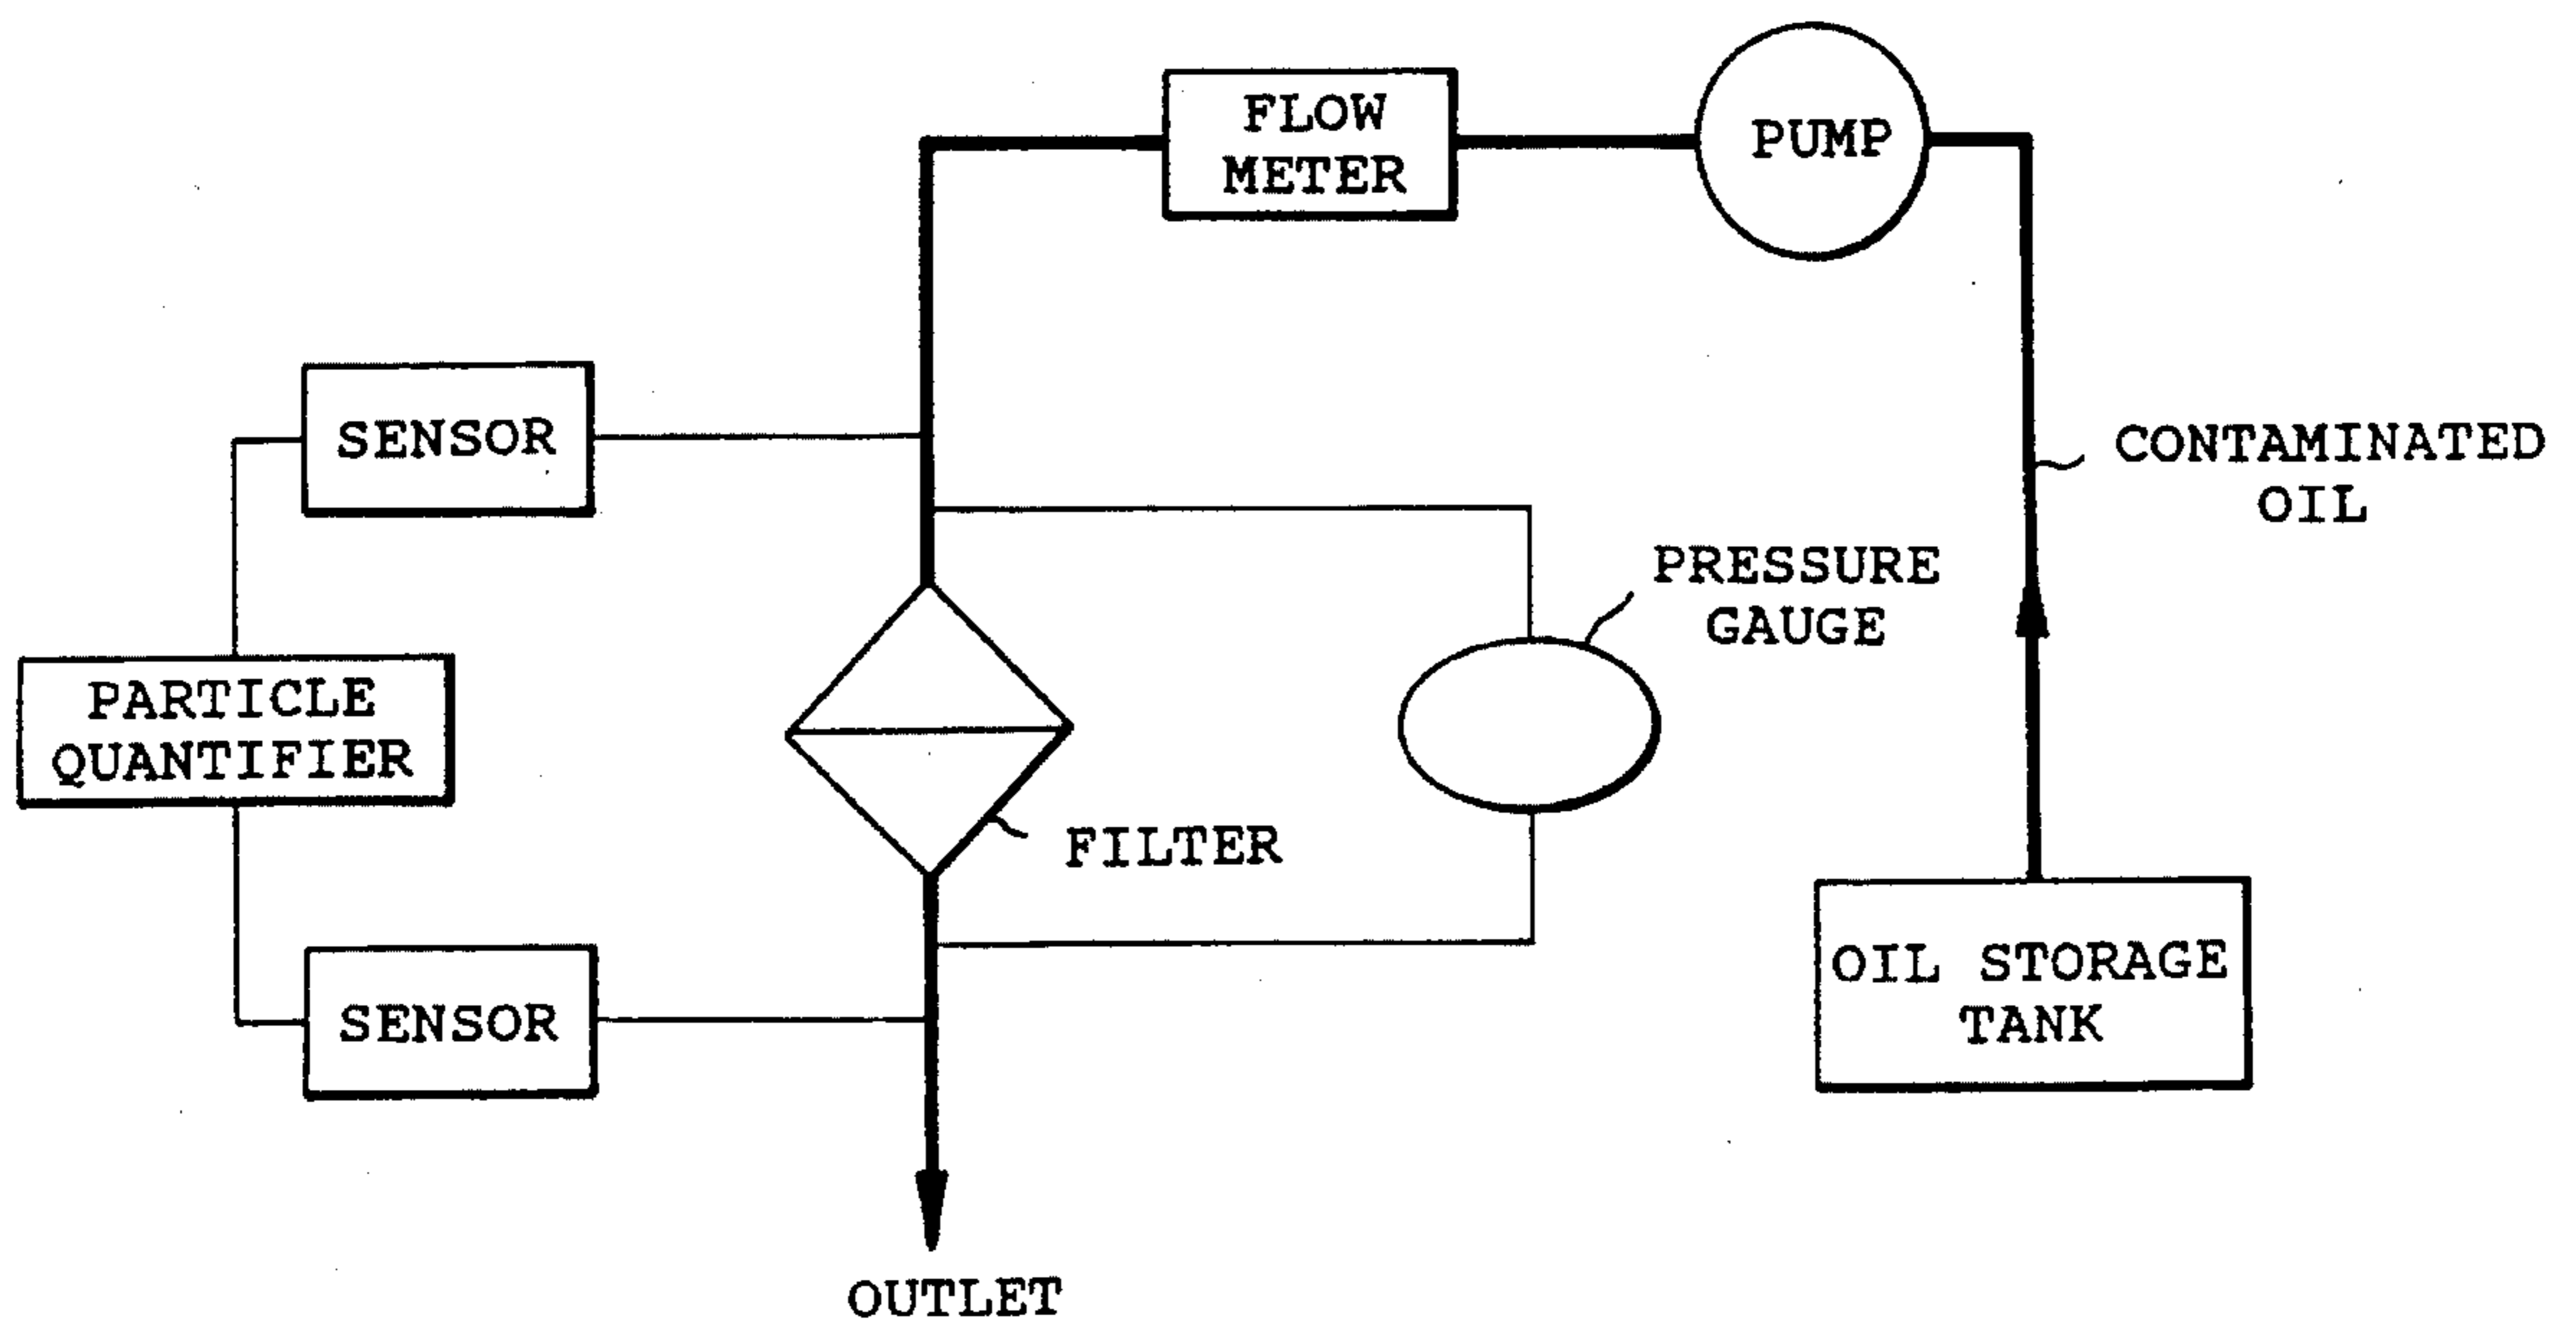 FLOW
METER
PUMP
SENSOR
CONTAMINATED
OIL
PRESSURE
GAUGE
PARTICLE
QUANTIFIER
FILTER
OIL STORAGE
TANK
SENSOR
OUTLET